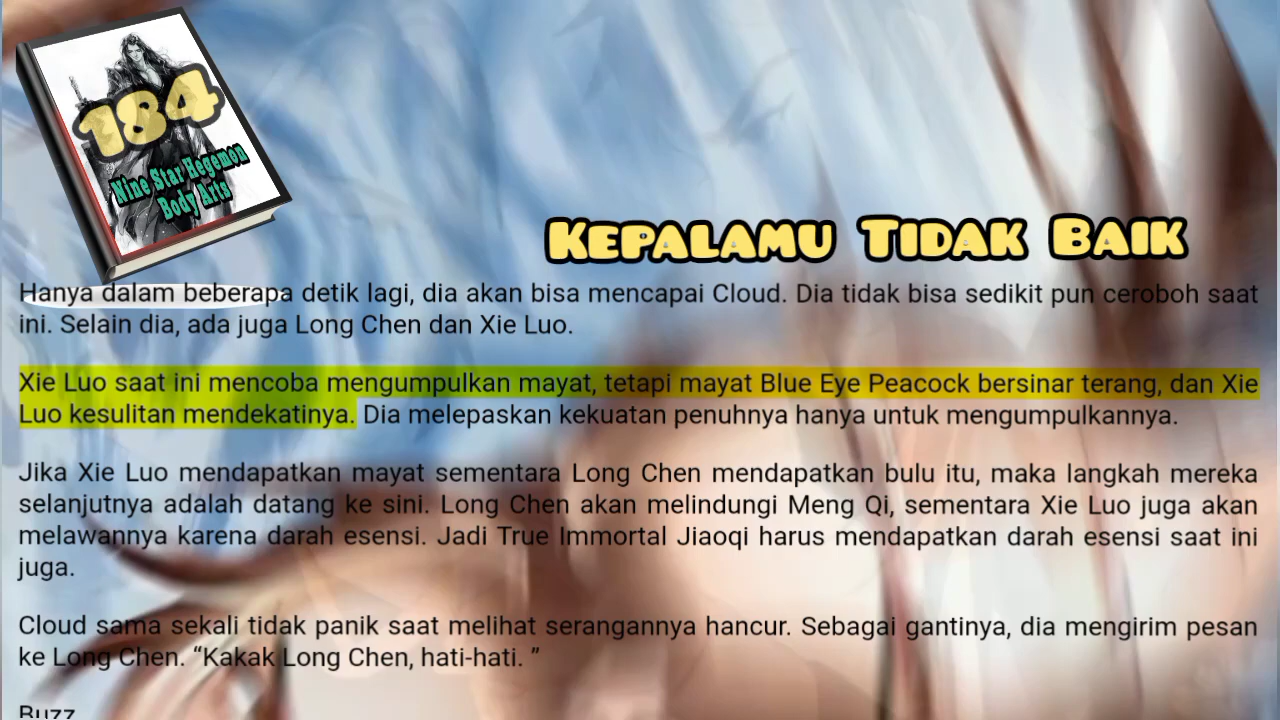 184
Nine Star Hegemon
Body Arts
Kepalamu Tidak Baik
Hanya dalam beberapa detik lagi, dia akan bisa mencapai Cloud. Dia tidak bisa sedikit pun ceroboh saat
ini. Selain dia, ada juga Long Chen dan Xie Luo.
Xie Luo saat ini mencoba mengumpulkan mayat, tetapi mayat Blue Eye Peacock bersinar terang, dan Xie
Luo kesulitan mendekatinya. Dia melepaskan kekuatan penuhnya hanya untuk mengumpulkannya.
Jika Xie Luo mendapatkan mayat sementara Long Chen mendapatkan bulu itu, maka langkah mereka
selanjutnya adalah datang ke sini. Long Chen akan melindungi Meng Qi, sementara Xie Luo juga akan
melawannya karena darah esensi. Jadi True Immortal Jiaoqi harus mendapatkan darah esensi saat ini
juga.
Cloud sama sekali tidak panik saat melihat serangannya hancur. Sebagai gantinya, dia mengirim pesan
ke Long Chen. “Kakak Long Chen, hati-hati. ”
Buzz